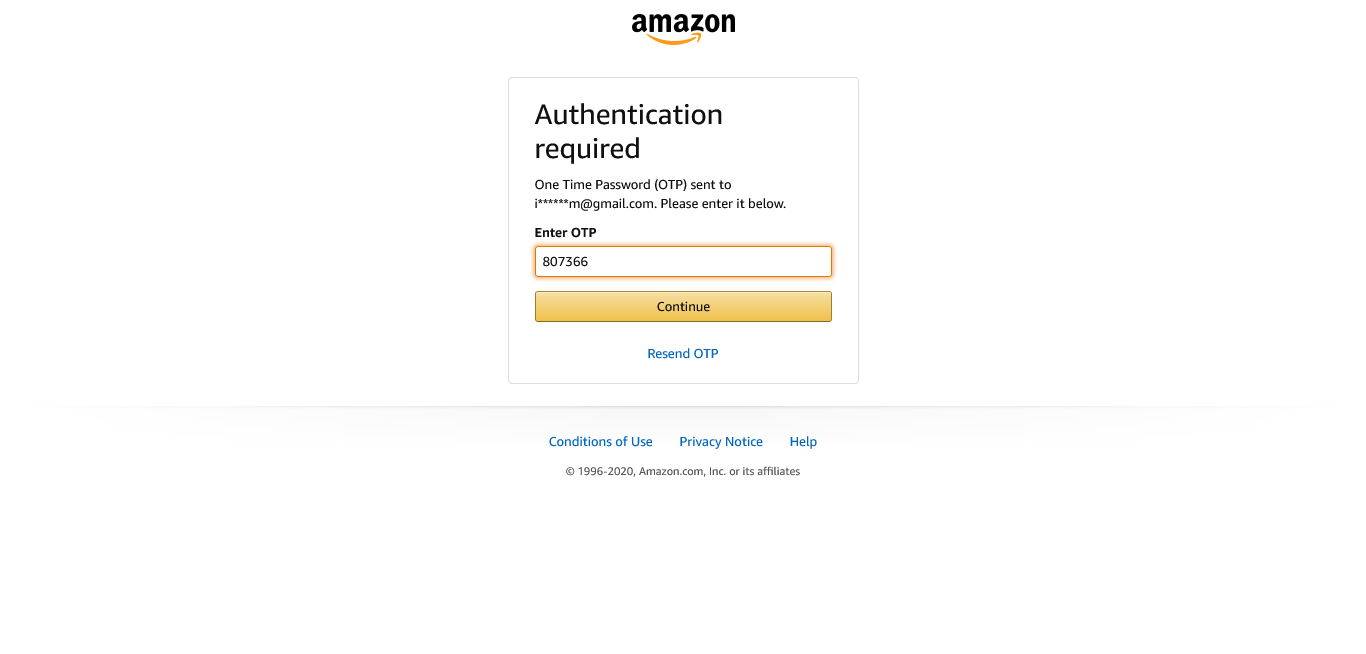 amazon
Authentication
required
One Time Password (OTP) sent to
i******m@gmail.com. Please enter it below.
Enter OTP
807366
Continue
Resend OTP
Conditions of Use Privacy Notice Help
© 1996-2020, Amazon.com, Inc. or its affiliates